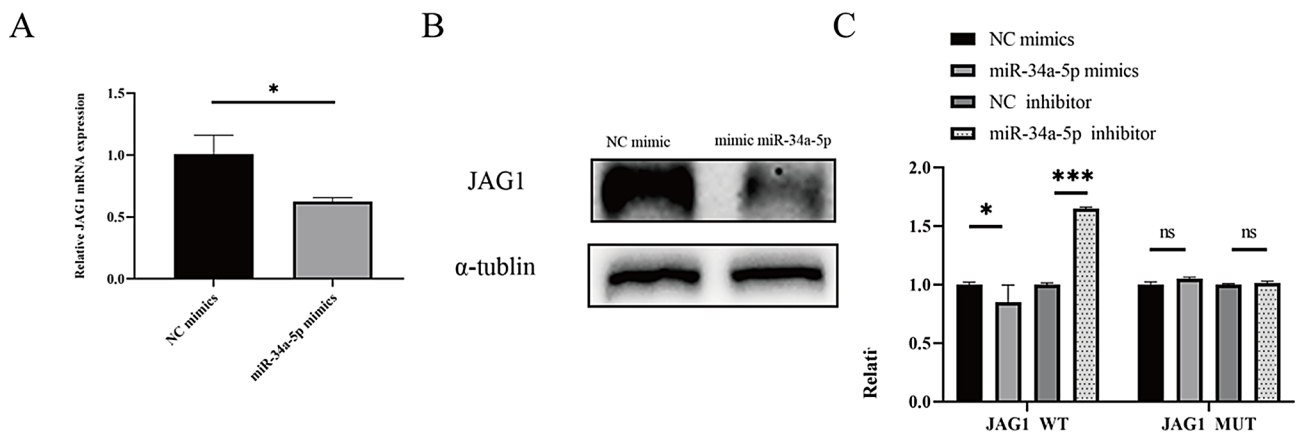 A
Relative JAG1 mRNA expression
1.5
1.0
0.5
0.0
*
NC mimics
miR-34a-5p mimics
B
NC mimic
mimic miR-34a-5p
JAG1
α-tublin
C
NC mimics
miR-34a-5p mimics
NC inhibitor
miR-34a-5p inhibitor
Relati
2.0
1.5
1.0
0.5
0.0
*
***
ns
ns
JAG1 WT
JAG1 MUT